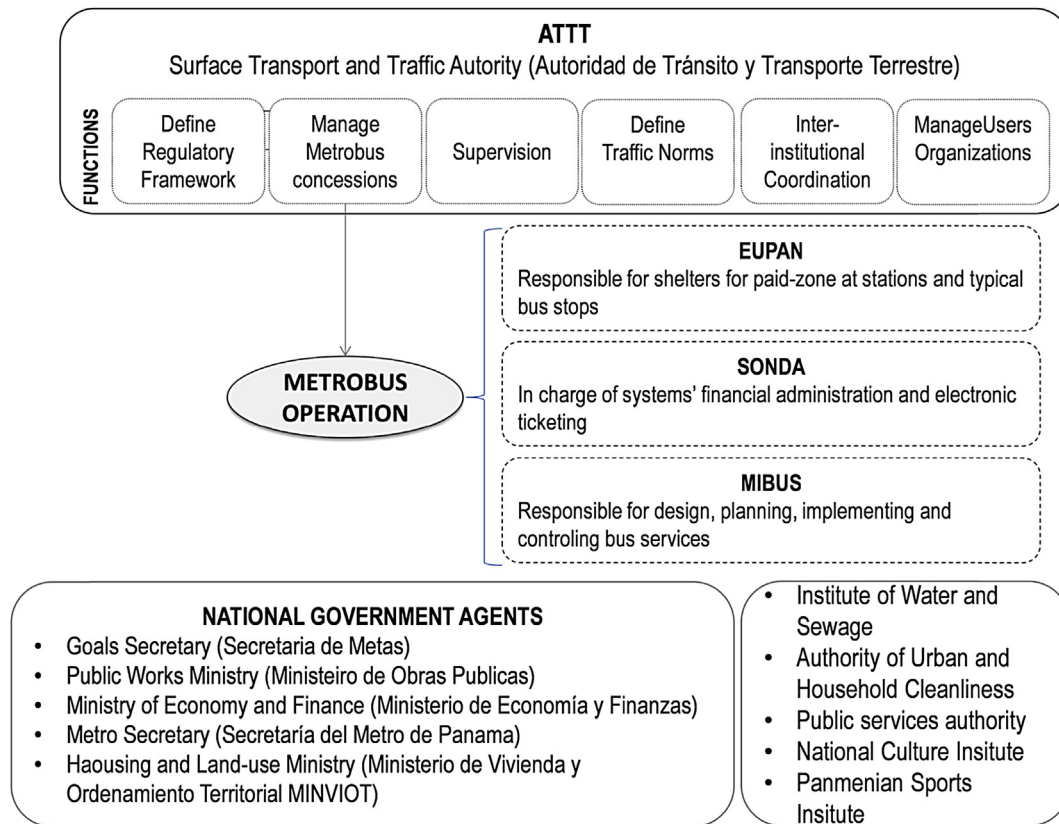 ATTT
Surface Transport and Traffic Autority (Autoridad de Tránsito y Transporte Terrestre)
FUNCTIONS
Define
Regulatory
Framework
Manage
Metrobus
concessions
Supervision
Define
Traffic Norms
Inter-
institutional
Coordination
ManageUsers
Organizations
EUPAN
Responsible for shelters for paid-zone at stations and typical
bus stops
METROBUS
OPERATION
SONDA
In charge of systems' financial administration and electronic
ticketing
MIBUS
Responsible for design, planning, implementing and
controling bus services
NATIONAL GOVERNMENT AGENTS
• Goals Secretary (Secretaria de Metas)
• Public Works Ministry (Ministeiro de Obras Publicas)
• Ministry of Economy and Finance (Ministerio de Economía y Finanzas)
• Metro Secretary (Secretaría del Metro de Panama)
• Haousing and Land-use Ministry (Ministerio de Vivienda y
Ordenamiento Territorial MINVIOT)
• Institute of Water and
Sewage
• Authority of Urban and
Household Cleanliness
• Public services authority
• National Culture Insitute
• Panmenian Sports
Insitute